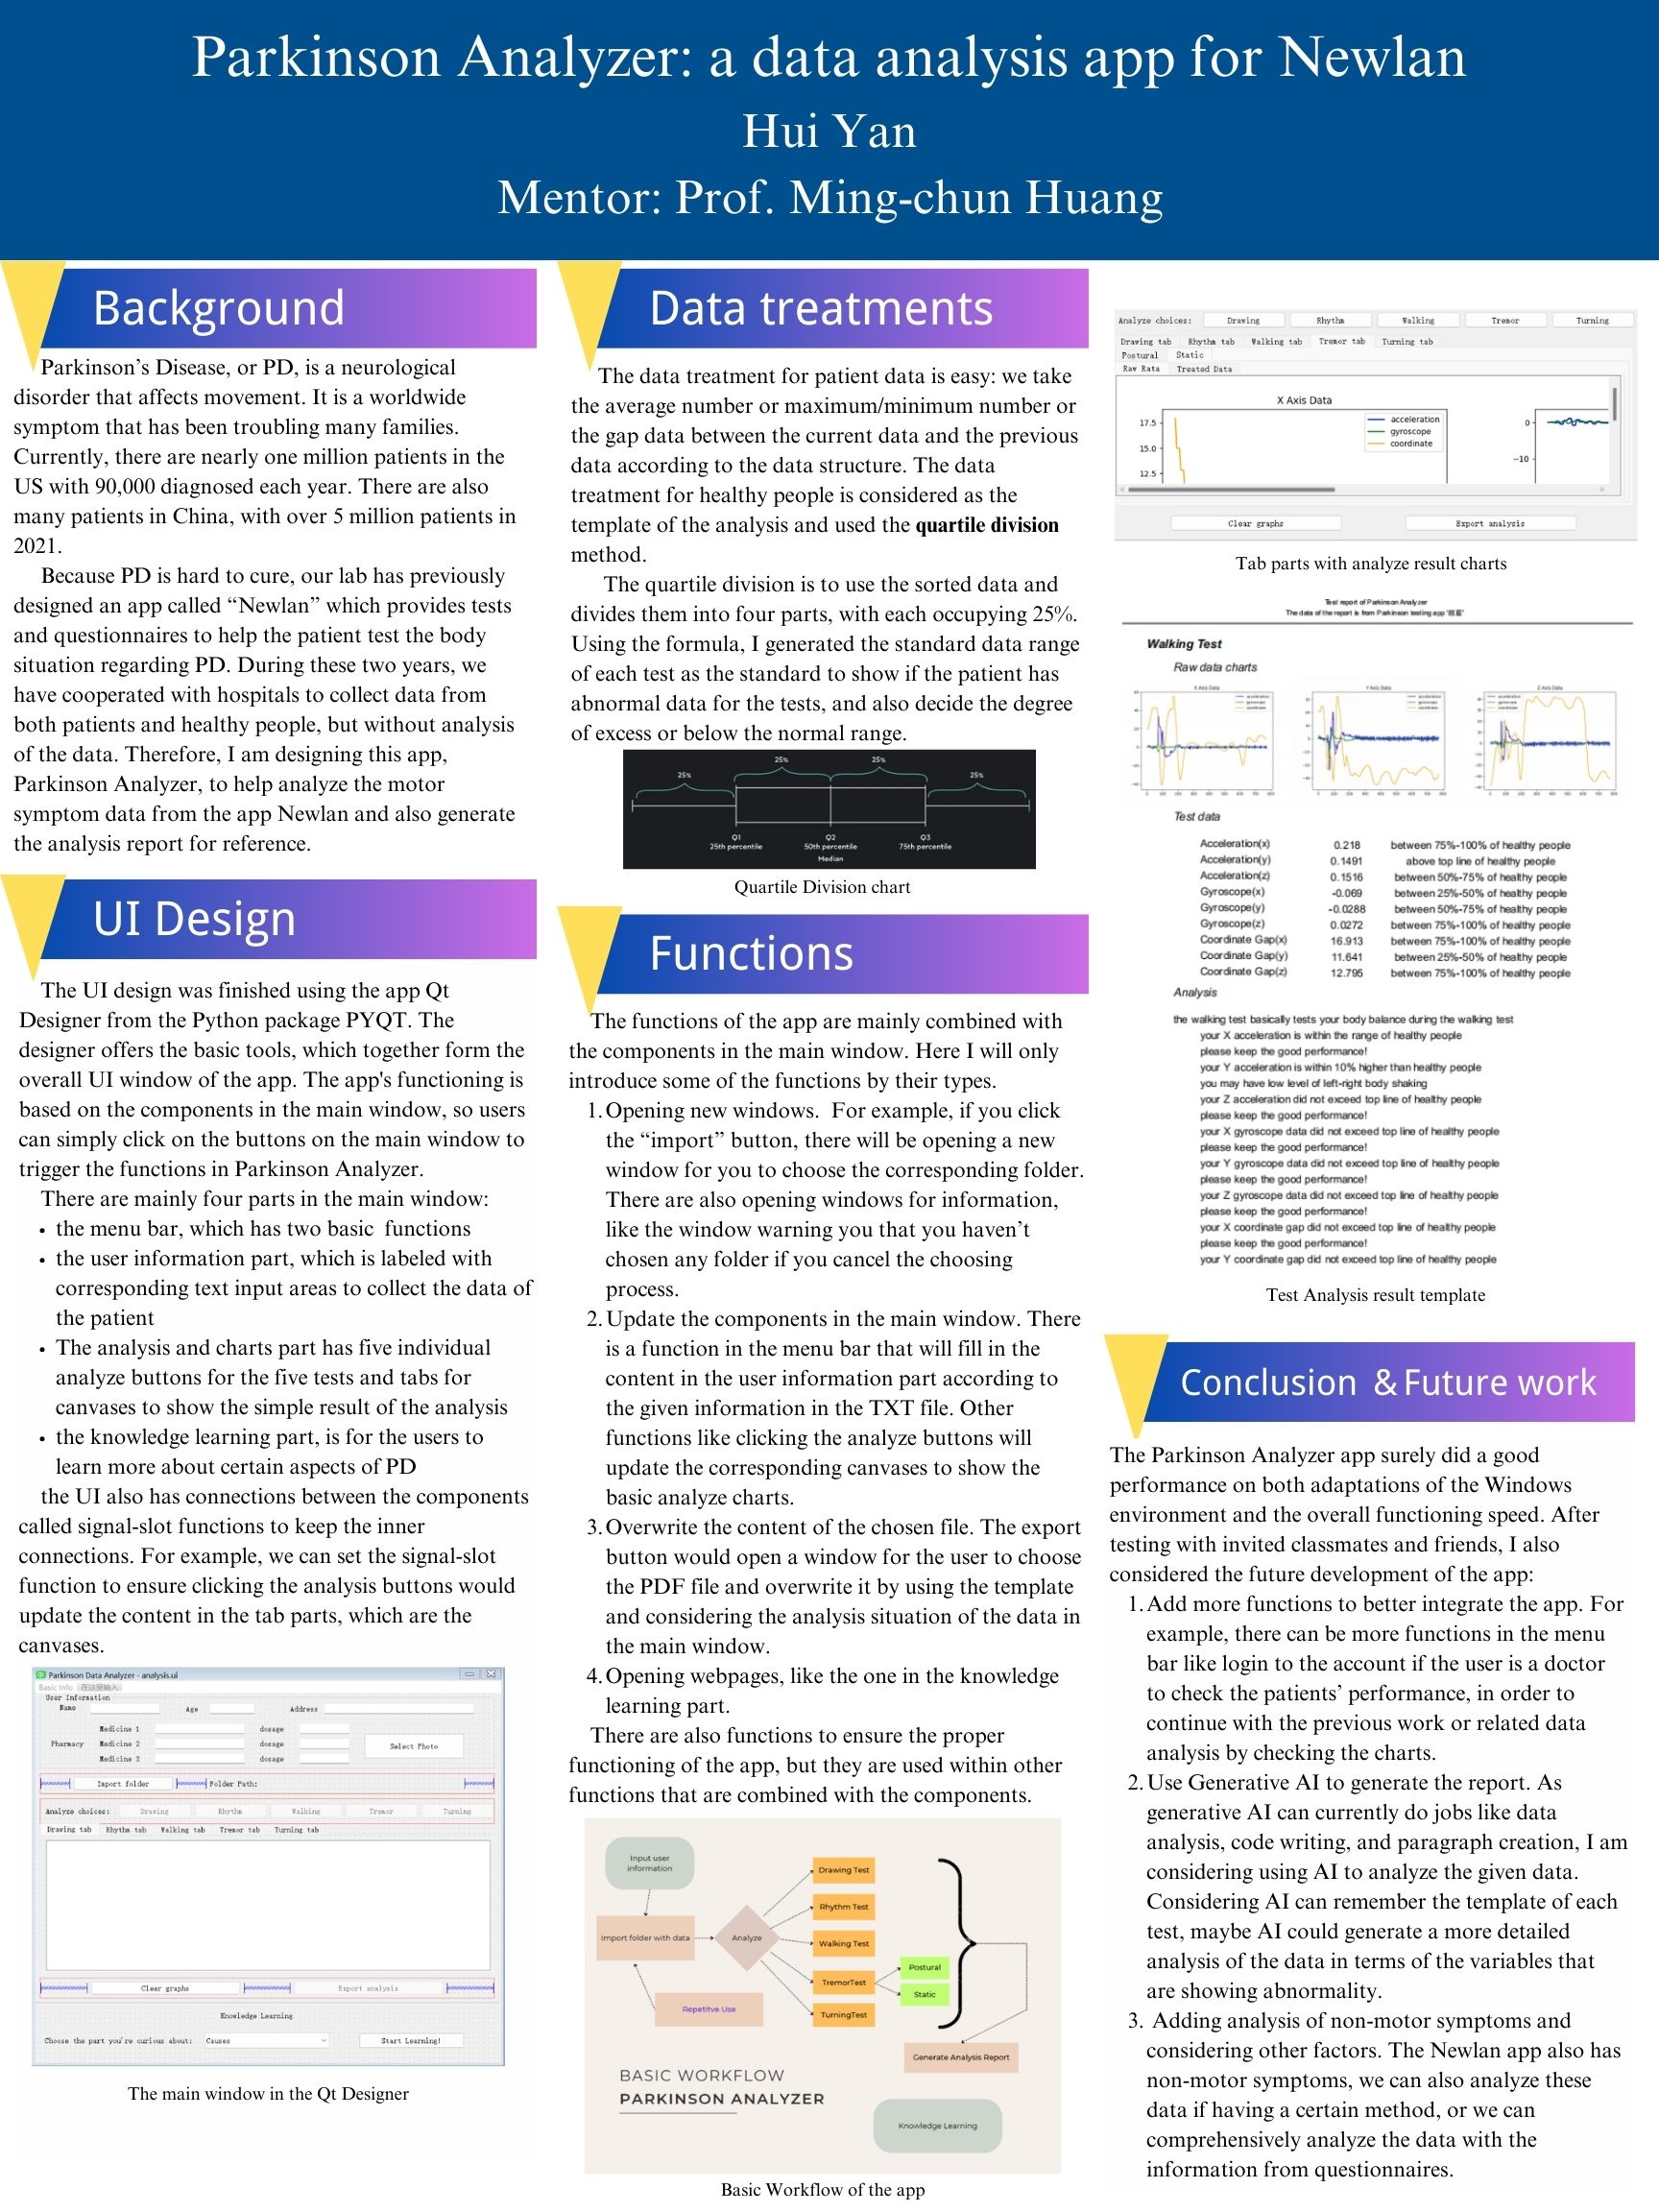 Parkinson Analyzer: a data analysis app for Newlan
Hui Yan
Mentor: Prof. Ming-chun Huang
Background
Parkinson’s Disease, or PD, is a neurological
disorder that affects movement. It is a worldwide
symptom that has been troubling many families.
Currently, there are nearly one million patients in the
US with 90,000 diagnosed each year. There are also
many patients in China, with over 5 million patients in
2021.
Because PD is hard to cure, our lab has previously
designed an app called “Newlan” which provides tests
and questionnaires to help the patient test the body
situation regarding PD. During these two years, we
have cooperated with hospitals to collect data from
both patients and healthy people, but without analysis
of the data. Therefore, I am designing this app,
Parkinson Analyzer, to help analyze the motor
symptom data from the app Newlan and also generate
the analysis report for reference.
UI Design
The UI design was finished using the app Qt
Designer from the Python package PYQT. The
designer offers the basic tools, which together form the
overall UI window of the app. The app's functioning is
based on the components in the main window, so users
can simply click on the buttons on the main window to
trigger the functions in Parkinson Analyzer.
There are mainly four parts in the main window:
• the menu bar, which has two basic functions
• the user information part, which is labeled with
corresponding text input areas to collect the data of
the patient
• The analysis and charts part has five individual
analyze buttons for the five tests and tabs for
canvases to show the simple result of the analysis
• the knowledge learning part, is for the users to
learn more about certain aspects of PD
the UI also has connections between the components
called signal-slot functions to keep the inner
connections. For example, we can set the signal-slot
function to ensure clicking the analysis buttons would
update the content in the tab parts, which are the
canvases.
Parkinson Data Analyzer - analysis.ui
Basic Info 在这里输入
User Information
Name Age Address
Medicine 1 dosage
Pharmacy Medicine 2 dosage Select Photo
Medicine 3 dosage
Import folder Folder Path:
Analyze choices: Drawing Rhythm Walking Tremor Turning
Drawing tab Rhythm tab Walking tab Tremor tab Turning tab
Clear graphs Export analysis
Knowledge Learning
Choose the part you're curious about: Causes Start Learning!
The main window in the Qt Designer
Data treatments
The data treatment for patient data is easy: we take
the average number or maximum/minimum number or
the gap data between the current data and the previous
data according to the data structure. The data
treatment for healthy people is considered as the
template of the analysis and used the quartile division
method.
The quartile division is to use the sorted data and
divides them into four parts, with each occupying 25%.
Using the formula, I generated the standard data range
of each test as the standard to show if the patient has
abnormal data for the tests, and also decide the degree
of excess or below the normal range.
25% 25%
25% 25%
Q1 Q2 Q3
25th percentile 50th percentile 75th percentile
Median
Quartile Division chart
Functions
The functions of the app are mainly combined with
the components in the main window. Here I will only
introduce some of the functions by their types.
1. Opening new windows. For example, if you click
the “import” button, there will be opening a new
window for you to choose the corresponding folder.
There are also opening windows for information,
like the window warning you that you haven’t
chosen any folder if you cancel the choosing
process.
2. Update the components in the main window. There
is a function in the menu bar that will fill in the
content in the user information part according to
the given information in the TXT file. Other
functions like clicking the analyze buttons will
update the corresponding canvases to show the
basic analyze charts.
3. Overwrite the content of the chosen file. The export
button would open a window for the user to choose
the PDF file and overwrite it by using the template
and considering the analysis situation of the data in
the main window.
4. Opening webpages, like the one in the knowledge
learning part.
There are also functions to ensure the proper
functioning of the app, but they are used within other
functions that are combined with the components.
Input user
information
Import folder with data
Analyze
Repetitve Use
Drawing Test
Rhythm Test
Walking Test
TremorTest
TurningTest
Postural
Static
Generate Analysis Report
BASIC WORKFLOW
PARKINSON ANALYZER
Knowledge Learning
Basic Workflow of the app
Analyze choices: Drawing Rhythm Walking Tremor Turning
Drawing tab Rhythm tab Walking tab Tremor tab Turning tab
Postural Static
Raw Rata Treated Data
X Axis Data
17.5
15.0
12.5
acceleration
gyroscope
coordinate
0
−10
Clear graphs Export analysis
Tab parts with analyze result charts
Test report of Parkinson Analyzer
The data of the report is from Parkinson testing app
Walking Test
Raw data charts
X Axis Data Y Axis Data Z Axis Data
Test data
Acceleration(x) 0.218 between 75%-100% of healthy people
Acceleration(y) 0.1491 above top line of healthy people
Acceleration(z) 0.1516 between 50%-75% of healthy people
Gyroscope(x) -0.069 between 25%-50% of healthy people
Gyroscope(y) -0.0288 between 50%-75% of healthy people
Gyroscope(z) 0.0272 between 75%-100% of healthy people
Coordinate Gap(x) 16.913 between 75%-100% of healthy people
Coordinate Gap(y) 11.641 between 25%-50% of healthy people
Coordinate Gap(z) 12.795 between 75%-100% of healthy people
Analysis
the walking test basically tests your body balance during the walking test
your X acceleration is within the range of healthy people
please keep the good performance!
your Y acceleration is within 10% higher than healthy people
you may have low level of left-right body shaking
your Z acceleration did not exceed top line of healthy people
please keep the good performance!
your X gyroscope data did not exceed top line of healthy people
please keep the good performance!
your Y gyroscope data did not exceed top line of healthy people
please keep the good performance!
your Z gyroscope data did not exceed top line of healthy people
please keep the good performance!
your X coordinate gap did not exceed top line of healthy people
please keep the good performance!
your Y coordinate gap did not exceed top line of healthy people
Test Analysis result template
Conclusion & Future work
The Parkinson Analyzer app surely did a good
performance on both adaptations of the Windows
environment and the overall functioning speed. After
testing with invited classmates and friends, I also
considered the future development of the app:
1. Add more functions to better integrate the app. For
example, there can be more functions in the menu
bar like login to the account if the user is a doctor
to check the patients’ performance, in order to
continue with the previous work or related data
analysis by checking the charts.
2. Use Generative AI to generate the report. As
generative AI can currently do jobs like data
analysis, code writing, and paragraph creation, I am
considering using AI to analyze the given data.
Considering AI can remember the template of each
test, maybe AI could generate a more detailed
analysis of the data in terms of the variables that
are showing abnormality.
3. Adding analysis of non-motor symptoms and
considering other factors. The Newlan app also has
non-motor symptoms, we can also analyze these
data if having a certain method, or we can
comprehensively analyze the data with the
information from questionnaires.